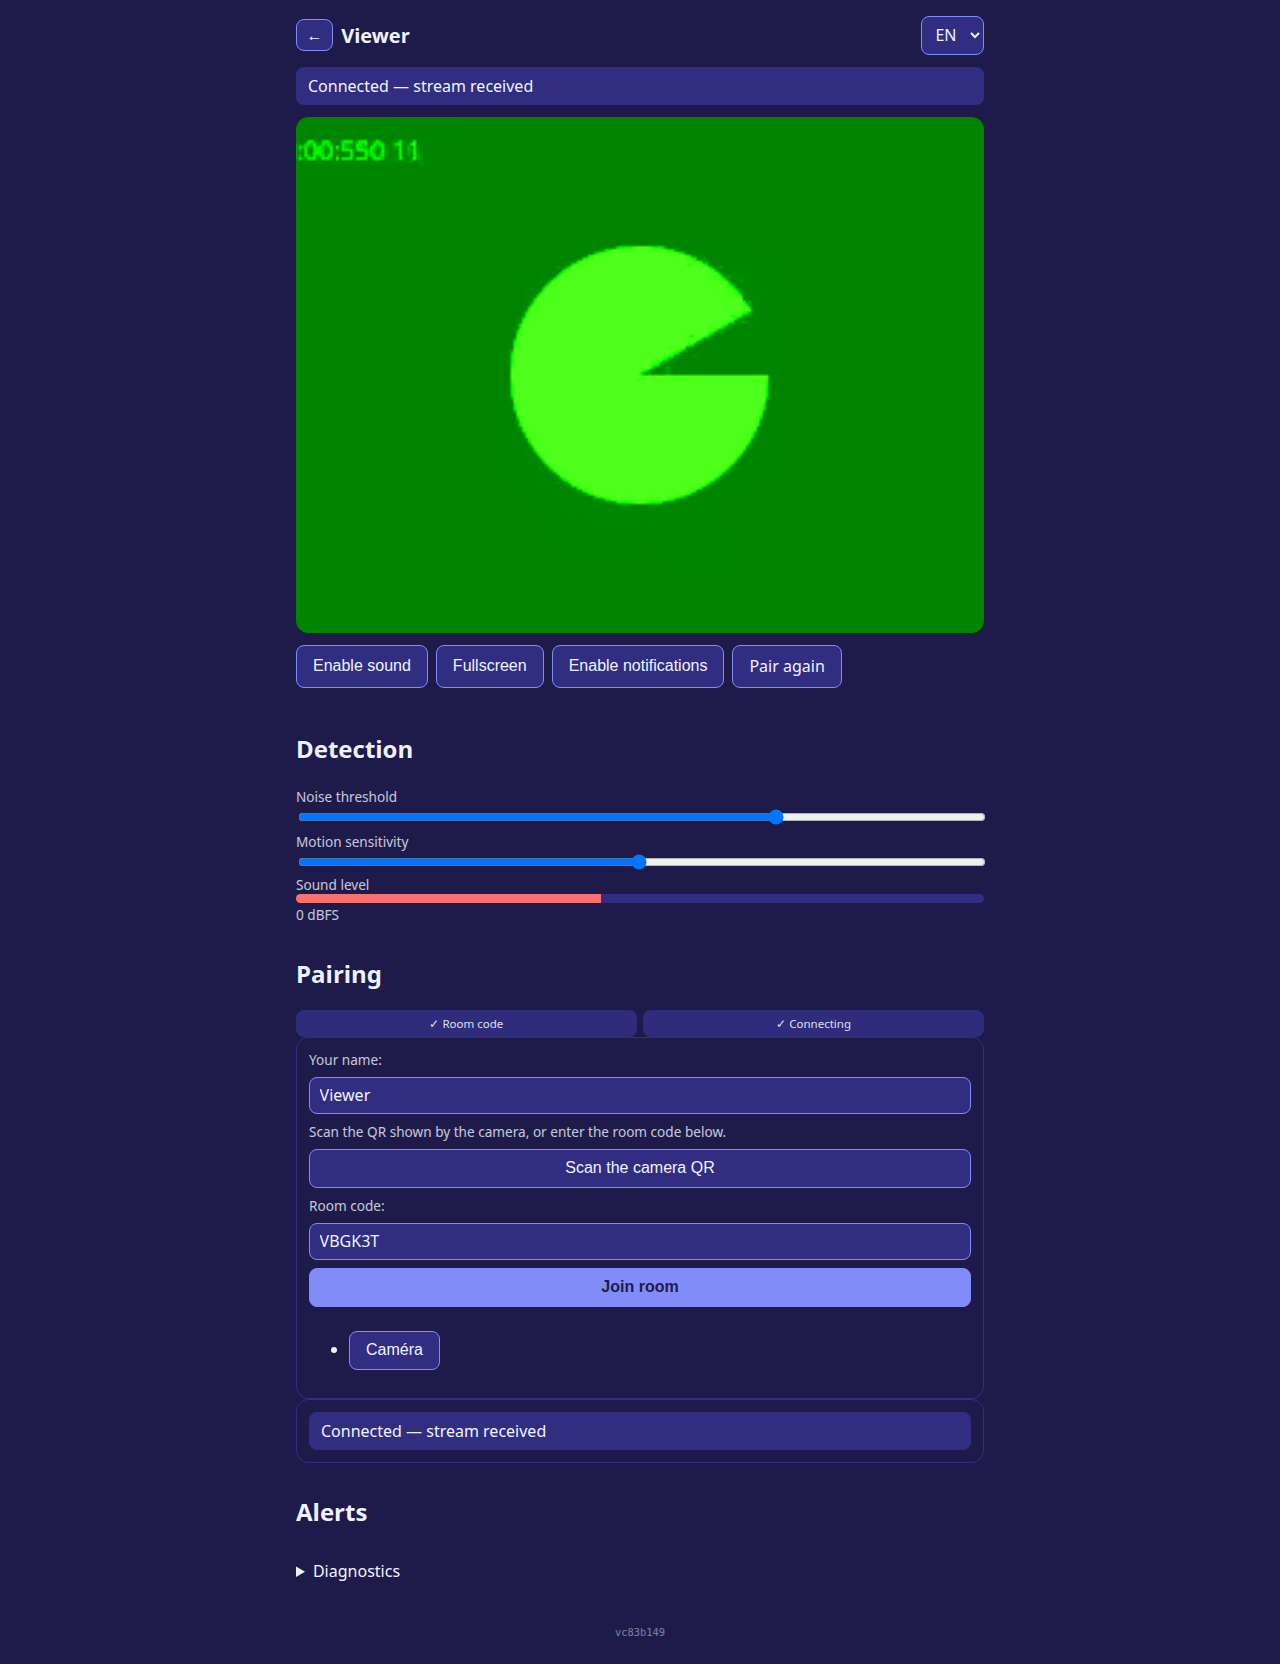 ← Viewer EN
Connected — stream received
:00:550 11
Enable sound Fullscreen Enable notifications Pair again
Detection
Noise threshold
Motion sensitivity
Sound level
0 dBFS
Pairing
✓ Room code ✓ Connecting
Your name:
Viewer
Scan the QR shown by the camera, or enter the room code below.
Scan the camera QR
Room code:
VBGK3T
Join room
Caméra
Connected — stream received
Alerts
Diagnostics
vc83b149